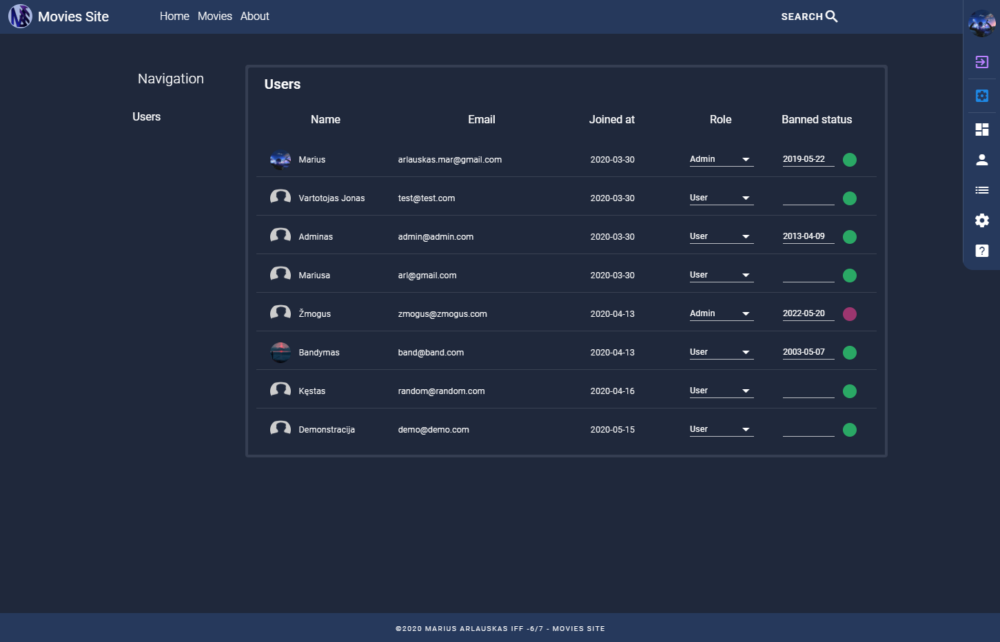 Movies Site
Home Movies About
SEARCH
Navigation
Users
Users
Name Email Joined at Role Banned status
Marius arlauskas.mar@gmail.com 2020-03-30 Admin 2019-05-22
Vartotojas Jonas test@test.com 2020-03-30 User
Adminas admin@admin.com 2020-03-30 User 2013-04-09
Mariusa arl@gmail.com 2020-03-30 User
Žmogus zmogus@zmogus.com 2020-04-13 Admin 2022-05-20
Bandymas band@band.com 2020-04-13 User 2003-05-07
Kęstas random@random.com 2020-04-16 User
Demonstracija demo@demo.com 2020-05-15 User
?
©2020 MARIUS ARLAUSKAS IFF -6/7 - MOVIES SITE